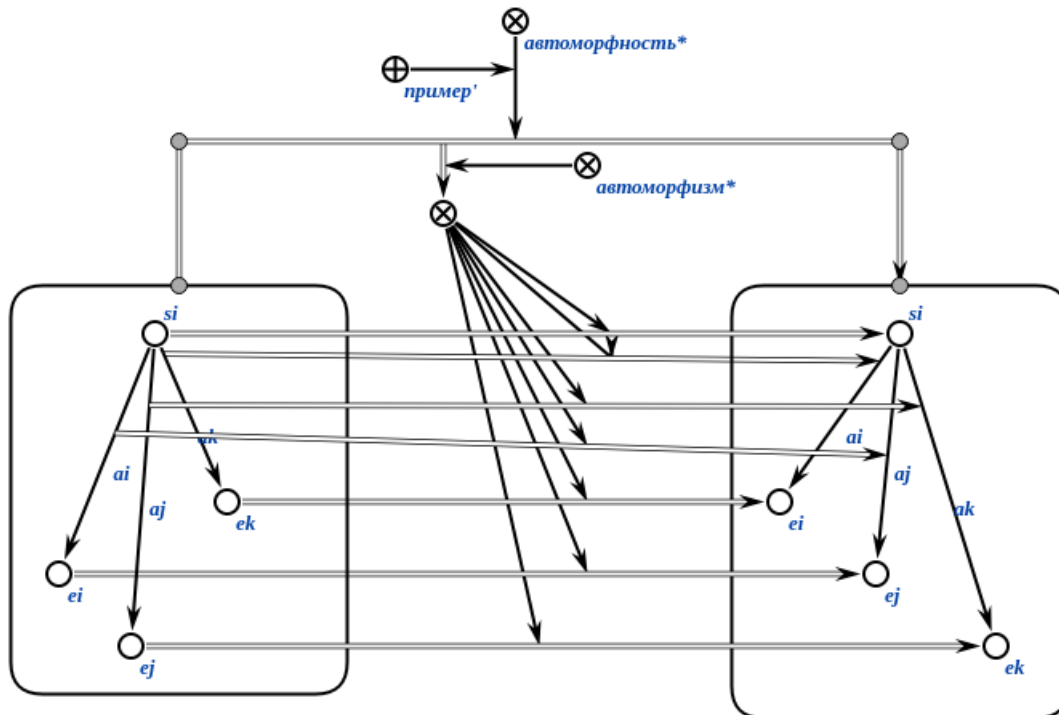 автоморфность*
пример'
автоморфизм*
si
si
ak
ai
ai
aj
aj
ek
ei
ak
ei
ej
ej
ek